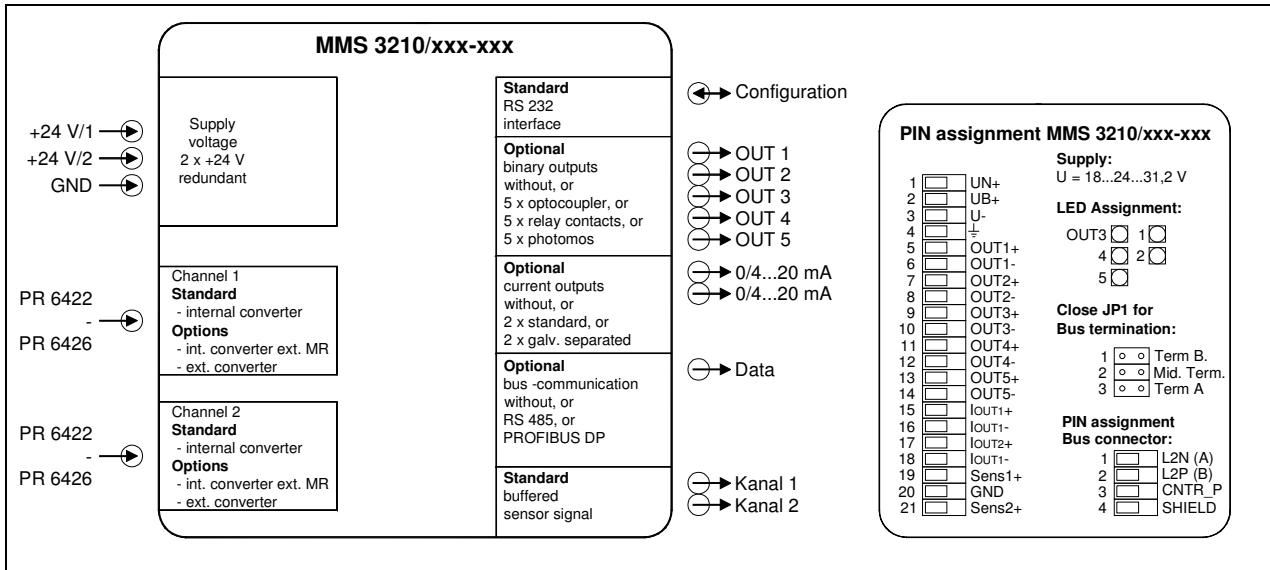 MMS 3210/xxx-xxx
+24 V/1
+24 V/2
GND
Supply
voltage
2 x +24 V
redundant
PR 6422
-
PR 6426
Channel 1
Standard
- internal converter
Options
- int. converter ext. MR
- ext. converter
PR 6422
-
PR 6426
Channel 2
Standard
- internal converter
Options
- int. converter ext. MR
- ext. converter
Standard
RS 232
interface
Configuration
Optional
binary outputs
without, or
5 x optocoupler, or
5 x relay contacts, or
5 x photomos
OUT 1
OUT 2
OUT 3
OUT 4
OUT 5
Optional
current outputs
without, or
2 x standard, or
2 x galv. separated
0/4...20 mA
0/4...20 mA
Optional
bus -communication
without, or
RS 485, or
PROFIBUS DP
Data
Standard
buffered
sensor signal
Kanal 1
Kanal 2
PIN assignment MMS 3210/xxx-xxx
1 UN+
2 UB+
3 U-
4 ⏚
5 OUT1+
6 OUT1-
7 OUT2+
8 OUT2-
9 OUT3+
10 OUT3-
11 OUT4+
12 OUT4-
13 OUT5+
14 OUT5-
15 IOUT1+
16 IOUT1-
17 IOUT2+
18 IOUT1-
19 Sens1+
20 GND
21 Sens2+
Supply:
U = 18...24...31,2 V
LED Assignment:
OUT3 1
4 2
5
Close JP1 for
Bus termination:
1 Term B.
2 Mid. Term.
3 Term A
PIN assignment
Bus connector:
1 L2N (A)
2 L2P (B)
3 CNTR_P
4 SHIELD